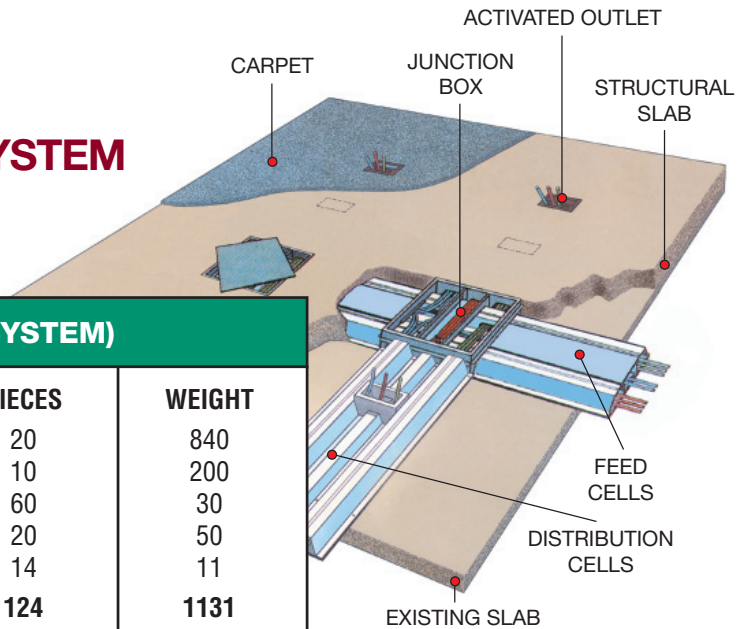 ACTIVATED OUTLET
CARPET
JUNCTION
BOX
STRUCTURAL
SLAB
YSTEM
YSTEM)
IECES WEIGHT
20 840
10 200
60 30
20 50
14 11
124 1131
FEED
CELLS
DISTRIBUTION
CELLS
EXISTING SLAB